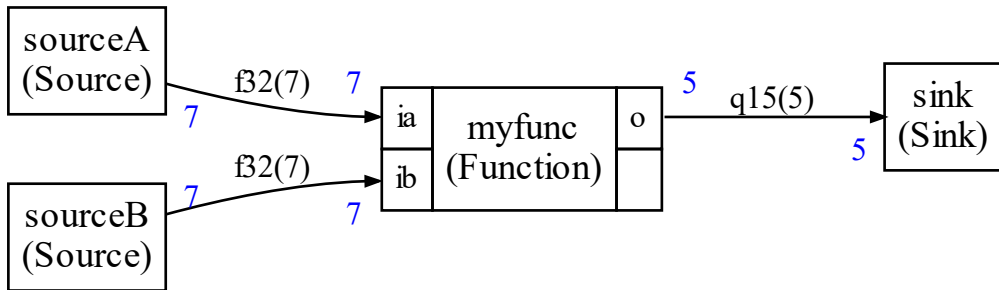 sourceA
(Source)
7
f32(7)
7
sourceB
(Source)
7
f32(7)
7
ia
ib
myfunc
(Function)
o
5
q15(5)
5
sink
(Sink)